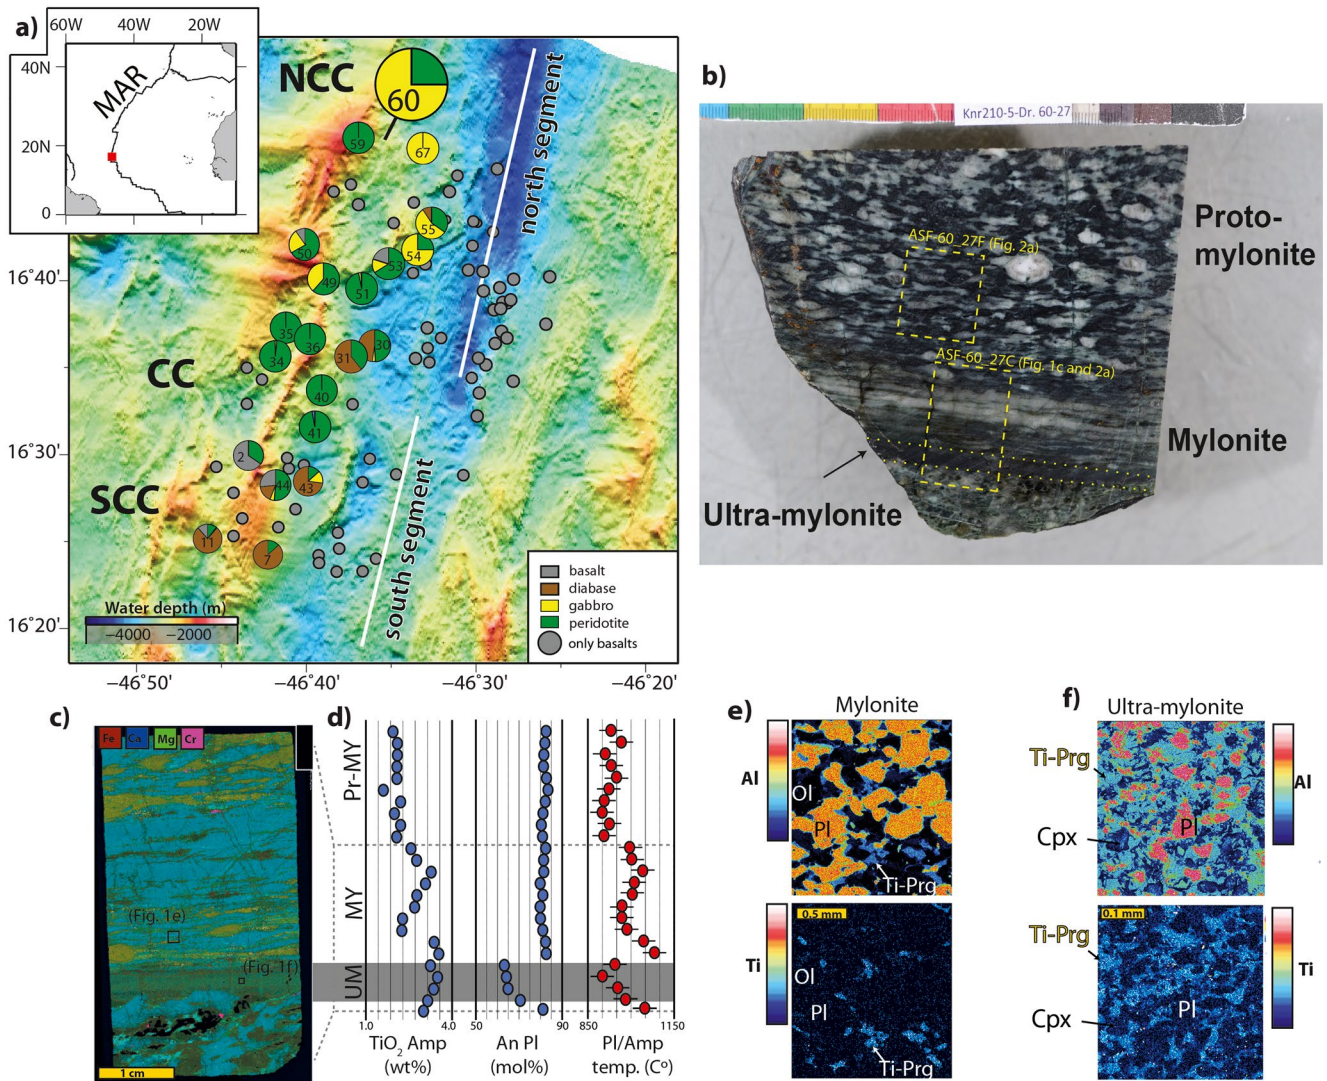 a)
60W 40W 20W
40N
20N
0
MAR
NCC
60
59
67
north segment
55
54
50
53
49
51
16°40'
35
36
34
31
30
CC
40
41
16°30'
2
44
43
SCC
11
7
south segment
basalt
diabase
gabbro
peridotite
only basalts
Water depth (m)
−4000 −2000
16°20'
−46°50' −46°40' −46°30' −46°20'
b)
Knr210-5-Dr. 60-27
Proto-
mylonite
ASF-60_27F (Fig. 2a)
ASF-60_27C (Fig. 1c and 2a)
Mylonite
Ultra-mylonite
c)
Fe Ca Mg Cr
(Fig. 1e)
(Fig. 1f)
1 cm
d)
Pr-MY
MY
UM
1.0 4.0 50 90 850 1150
TiO2 Amp
(wt%)
An Pl
(mol%)
Pl/Amp
temp. (Cº)
e)
Mylonite
Al
Ol
Pl
Ti-Prg
0.5 mm
Ti
Ol
Pl
Ti-Prg
f)
Ultra-mylonite
Ti-Prg
Cpx
Pl
Al
0.1 mm
Ti-Prg
Cpx
Pl
Ti